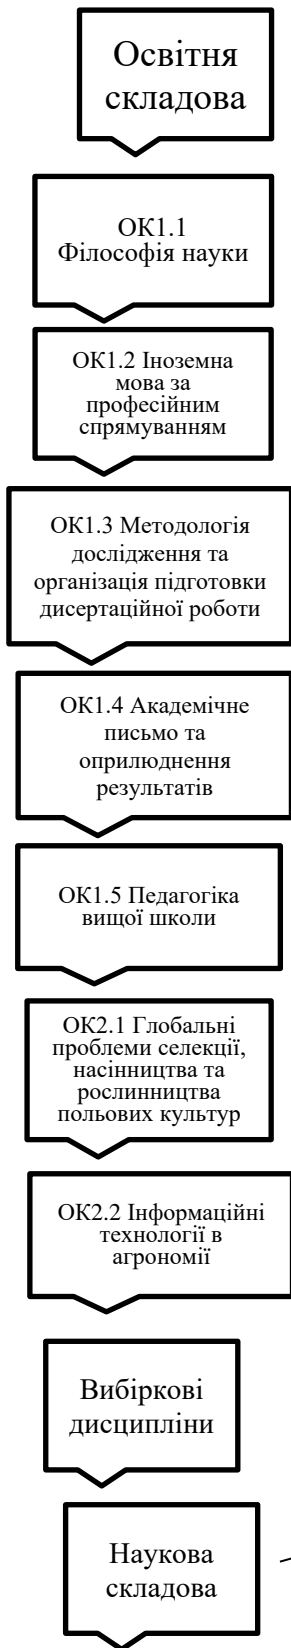 Освітня
складова
ОК1.1
Філософія науки
ОК1.2 Іноземна
мова за
професійним
спрямуванням
ОК1.3 Методологія
дослідження та
організація підготовки
дисертаційної роботи
ОК1.4 Академічне
письмо та
оприлюднення
результатів
ОК1.5 Педагогіка
вищої школи
ОК2.1 Глобальні
проблеми селекції,
насінництва та
рослинництва
польових культур
ОК2.2 Інформаційні
технології в
агрономії
Вибіркові
дисципліни
Наукова
складова